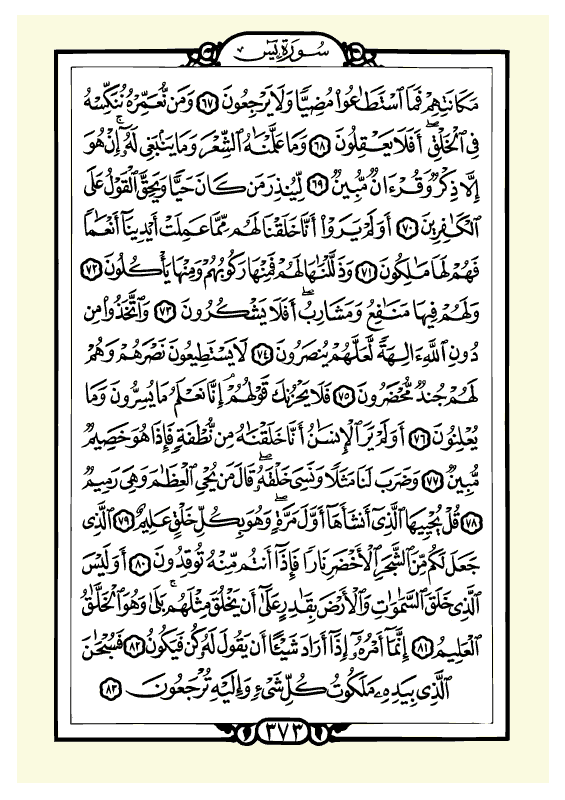 سُورَةُ يسٓ
مَكَانَتِهِمْ فَمَا ٱسْتَطَٰعُوا۟ مُضِيًّا وَلَا يَرْجِعُونَ ٦٧ وَمَن نُّعَمِّرْهُ نُنَكِّسْهُ
فِى ٱلْخَلْقِ ۖ أَفَلَا يَعْقِلُونَ ٦٨ وَمَا عَلَّمْنَٰهُ ٱلشِّعْرَ وَمَا يَنۢبَغِى لَهُۥٓ ۚ إِنْ هُوَ
إِلَّا ذِكْرٌ وَقُرْءَانٌ مُّبِينٌ ٦٩ لِّيُنذِرَ مَن كَانَ حَيًّا وَيَحِقَّ ٱلْقَوْلُ عَلَى
ٱلْكَٰفِرِينَ ٧٠ أَوَلَمْ يَرَوْا۟ أَنَّا خَلَقْنَا لَهُم مِّمَّا عَمِلَتْ أَيْدِينَآ أَنْعَٰمًا
فَهُمْ لَهَا مَٰلِكُونَ ٧١ وَذَلَّلْنَٰهَا لَهُمْ فَمِنْهَا رَكُوبُهُمْ وَمِنْهَا يَأْكُلُونَ ٧٢
وَلَهُمْ فِيهَا مَنَٰفِعُ وَمَشَارِبُ ۖ أَفَلَا يَشْكُرُونَ ٧٣ وَٱتَّخَذُوا۟ مِن
دُونِ ٱللَّهِ ءَالِهَةً لَّعَلَّهُمْ يُنصَرُونَ ٧٤ لَا يَسْتَطِيعُونَ نَصْرَهُمْ وَهُمْ
لَهُمْ جُندٌ مُّحْضَرُونَ ٧٥ فَلَا يَحْزُنكَ قَوْلُهُمْ ۘ إِنَّا نَعْلَمُ مَا يُسِرُّونَ وَمَا
يُعْلِنُونَ ٧٦ أَوَلَمْ يَرَ ٱلْإِنسَٰنُ أَنَّا خَلَقْنَٰهُ مِن نُّطْفَةٍ فَإِذَا هُوَ خَصِيمٌ
مُّبِينٌ ٧٧ وَضَرَبَ لَنَا مَثَلًا وَنَسِىَ خَلْقَهُۥ ۖ قَالَ مَن يُحْىِ ٱلْعِظَٰمَ وَهِىَ رَمِيمٌ
٧٨ قُلْ يُحْيِيهَا ٱلَّذِىٓ أَنشَأَهَآ أَوَّلَ مَرَّةٍ ۖ وَهُوَ بِكُلِّ خَلْقٍ عَلِيمٌ ٧٩ ٱلَّذِى
جَعَلَ لَكُم مِّنَ ٱلشَّجَرِ ٱلْأَخْضَرِ نَارًا فَإِذَآ أَنتُم مِّنْهُ تُوقِدُونَ ٨٠ أَوَلَيْسَ
ٱلَّذِى خَلَقَ ٱلسَّمَٰوَٰتِ وَٱلْأَرْضَ بِقَٰدِرٍ عَلَىٰٓ أَن يَخْلُقَ مِثْلَهُم ۚ بَلَىٰ وَهُوَ ٱلْخَلَّٰقُ
ٱلْعَلِيمُ ٨١ إِنَّمَآ أَمْرُهُۥٓ إِذَآ أَرَادَ شَيْـًٔا أَن يَقُولَ لَهُۥ كُن فَيَكُونُ ٨٢ فَسُبْحَٰنَ
ٱلَّذِى بِيَدِهِۦ مَلَكُوتُ كُلِّ شَىْءٍ وَإِلَيْهِ تُرْجَعُونَ ٨٣
٣٧٣